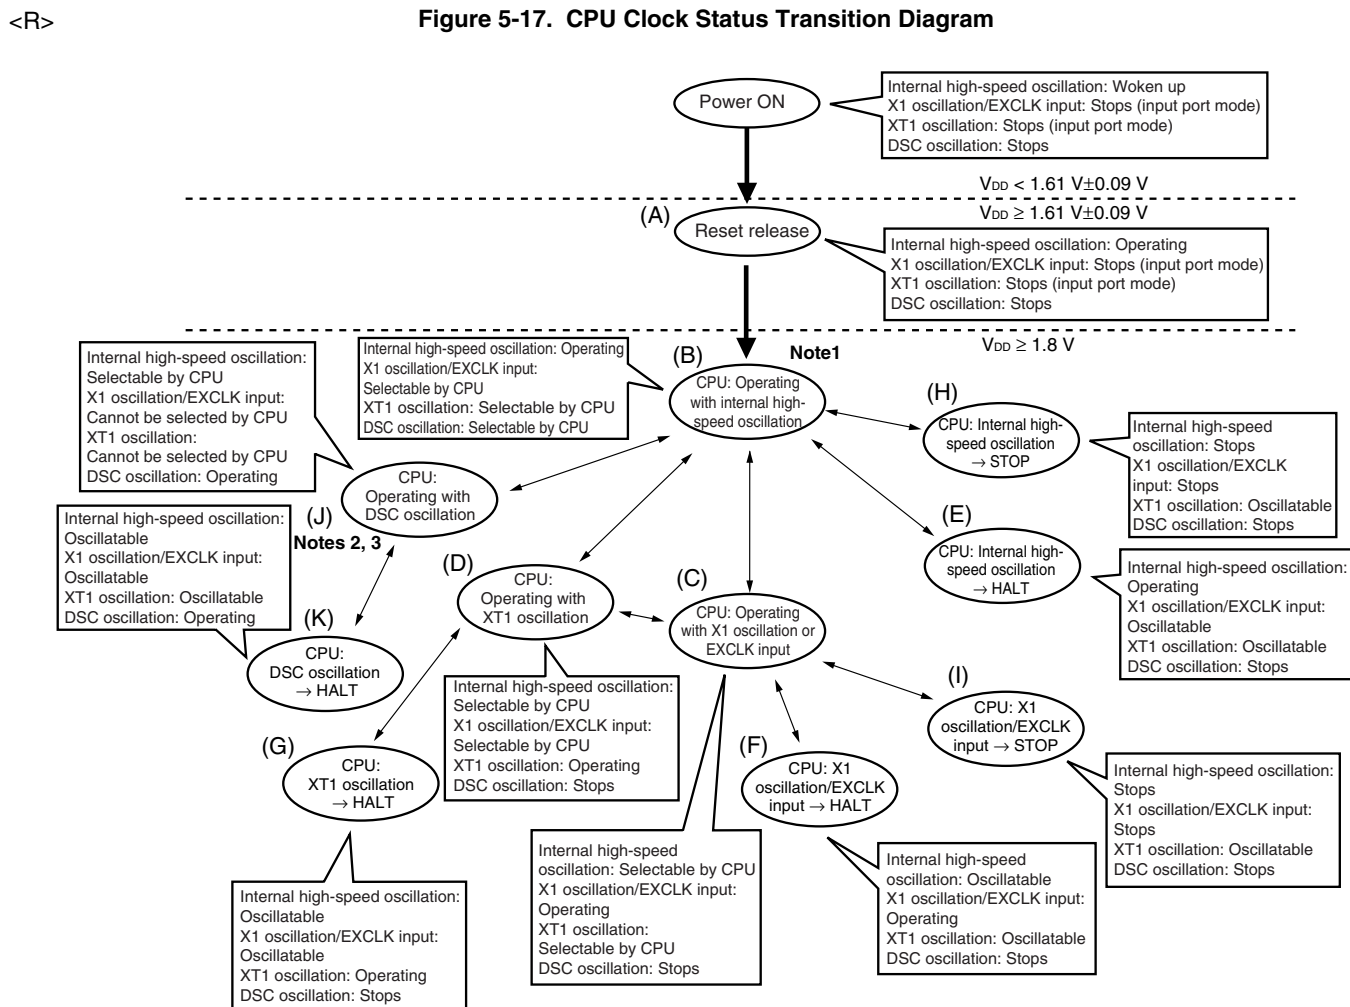 <R>
Figure 5-17. CPU Clock Status Transition Diagram
Power ON
Internal high-speed oscillation: Woken up
X1 oscillation/EXCLK input: Stops (input port mode)
XT1 oscillation: Stops (input port mode)
DSC oscillation: Stops
VDD < 1.61 V±0.09 V
VDD ≥ 1.61 V±0.09 V
(A)
Reset release
Internal high-speed oscillation: Operating
X1 oscillation/EXCLK input: Stops (input port mode)
XT1 oscillation: Stops (input port mode)
DSC oscillation: Stops
VDD ≥ 1.8 V
Internal high-speed oscillation:
Selectable by CPU
X1 oscillation/EXCLK input:
Cannot be selected by CPU
XT1 oscillation:
Cannot be selected by CPU
DSC oscillation: Operating
Internal high-speed oscillation: Operating
X1 oscillation/EXCLK input:
Selectable by CPU
XT1 oscillation: Selectable by CPU
DSC oscillation: Selectable by CPU
(B)
Note1
CPU: Operating
with internal high-
speed oscillation
(H)
CPU: Internal high-
speed oscillation
→ STOP
Internal high-speed
oscillation: Stops
X1 oscillation/EXCLK
input: Stops
XT1 oscillation: Oscillatable
DSC oscillation: Stops
CPU:
Operating with
DSC oscillation
(J)
Notes 2, 3
Internal high-speed oscillation:
Oscillatable
X1 oscillation/EXCLK input:
Oscillatable
XT1 oscillation: Oscillatable
DSC oscillation: Operating
(E)
CPU: Internal high-
speed oscillation
→ HALT
Internal high-speed oscillation:
Operating
X1 oscillation/EXCLK input:
Oscillatable
XT1 oscillation: Oscillatable
DSC oscillation: Stops
(D)
CPU:
Operating with
XT1 oscillation
(C)
CPU: Operating
with X1 oscillation or
EXCLK input
(K)
CPU:
DSC oscillation
→ HALT
Internal high-speed oscillation:
Selectable by CPU
X1 oscillation/EXCLK input:
Selectable by CPU
XT1 oscillation: Operating
DSC oscillation: Stops
(I)
CPU: X1
oscillation/EXCLK
input → STOP
(G)
CPU:
XT1 oscillation
→ HALT
(F)
CPU: X1
oscillation/EXCLK
input → HALT
Internal high-speed oscillation:
Stops
X1 oscillation/EXCLK input:
Stops
XT1 oscillation: Oscillatable
DSC oscillation: Stops
Internal high-speed
oscillation: Selectable by CPU
X1 oscillation/EXCLK input:
Operating
XT1 oscillation:
Selectable by CPU
DSC oscillation: Stops
Internal high-speed
oscillation: Oscillatable
X1 oscillation/EXCLK input:
Operating
XT1 oscillation: Oscillatable
DSC oscillation: Stops
Internal high-speed oscillation:
Oscillatable
X1 oscillation/EXCLK input:
Oscillatable
XT1 oscillation: Operating
DSC oscillation: Stops